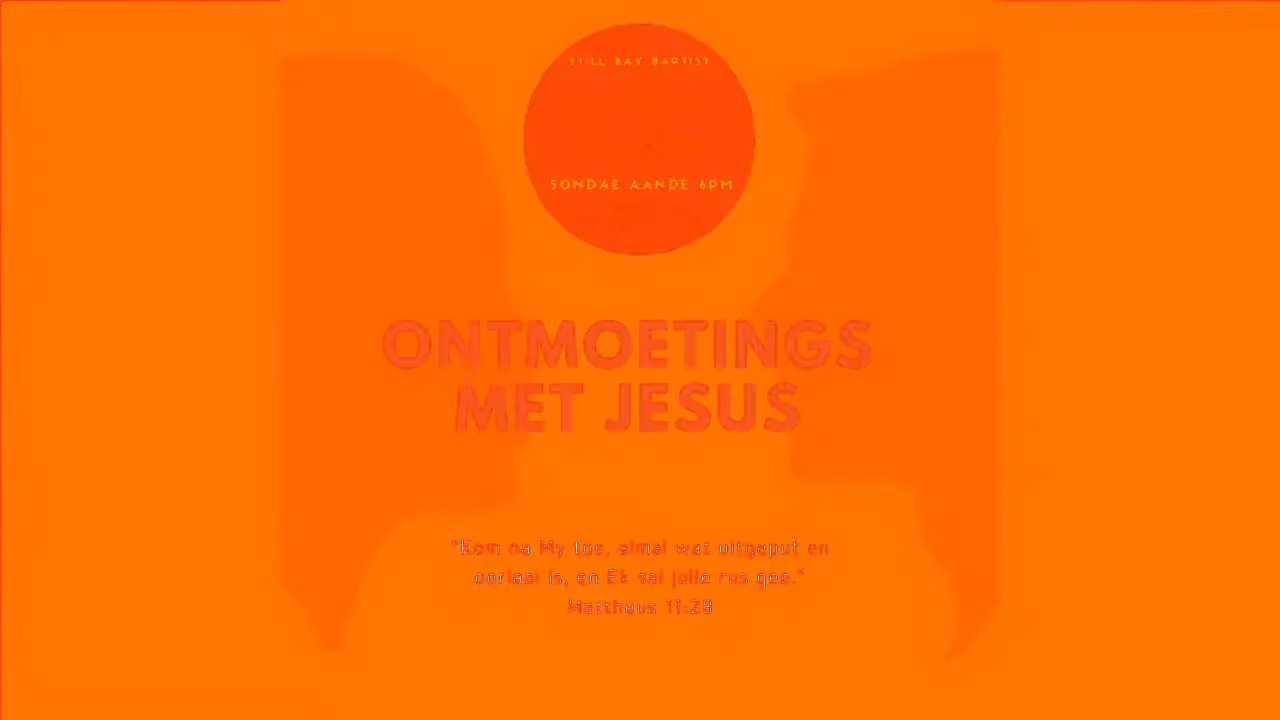 STILL BAY BAPTIST
SONDAE AANDE 6PM
ONTMOETINGS
MET JESUS
"Kom na My toe, almal wat uitgeput en
oorlaai is, en Ek sal julle rus gee."
Mattheus 11:28